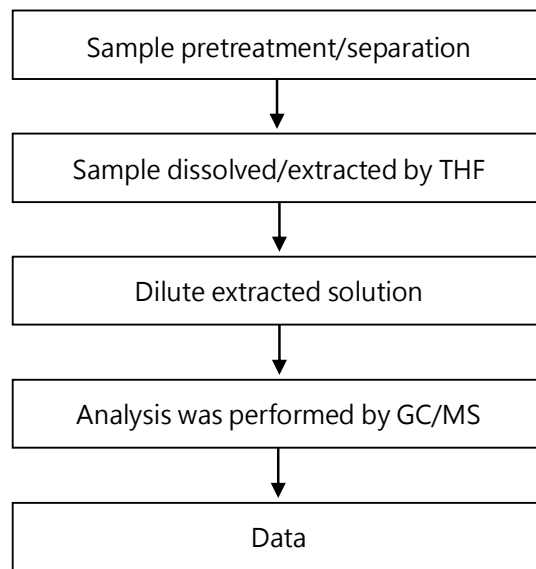 Sample pretreatment/separation
Sample dissolved/extracted by THF
Dilute extracted solution
Analysis was performed by GC/MS
Data